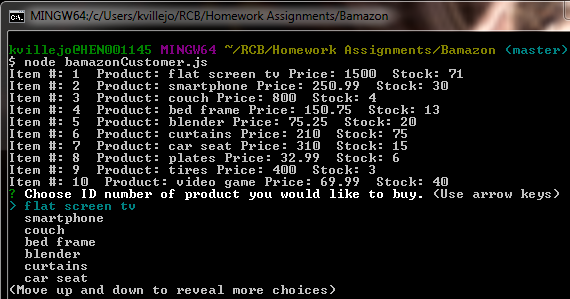 MINGW64:/c/Users/kvillejo/RCB/Homework Assignments/Bamazon
kvillejo@HEN001145 MINGW64 ~/RCB/Homework Assignments/Bamazon (master)
$ node bamazonCustomer.js
Item #: 1  Product: flat screen tv Price: 1500  Stock: 71
Item #: 2  Product: smartphone Price: 250.99  Stock: 30
Item #: 3  Product: couch Price: 800  Stock: 4
Item #: 4  Product: bed frame Price: 150.75  Stock: 13
Item #: 5  Product: blender Price: 75.25  Stock: 20
Item #: 6  Product: curtains Price: 210  Stock: 75
Item #: 7  Product: car seat Price: 310  Stock: 15
Item #: 8  Product: plates Price: 32.99  Stock: 6
Item #: 9  Product: tires Price: 400  Stock: 3
Item #: 10  Product: video game Price: 69.99  Stock: 40
? Choose ID number of product you would like to buy. (Use arrow keys)
> flat screen tv
smartphone
couch
bed frame
blender
curtains
car seat
(Move up and down to reveal more choices)